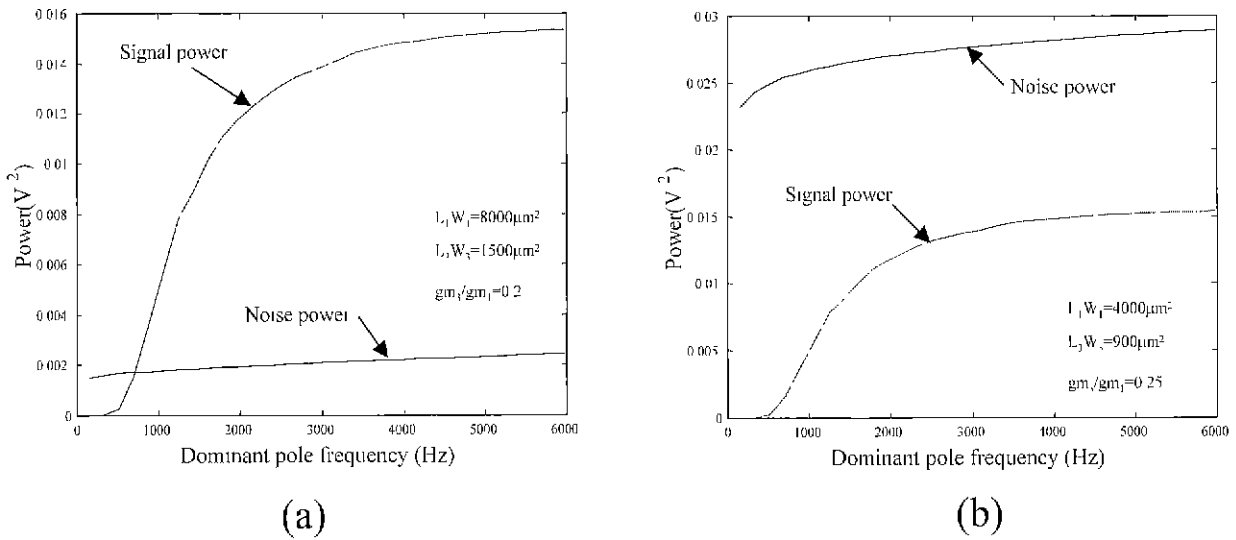 0 016
0 014
0 012
0 01
0 008
0 006
0 004
0 002
0
Power(V 2)
Signal power
L1W1=8000μm²
L3W3=1500μm²
gm3/gm1=0 2
Noise power
0 1000 2000 3000 4000 5000 6000
Dominant pole frequency (Hz)
(a)
0 03
0 025
0 02
0 015
0 01
0 005
0
Power(V 2)
Noise power
Signal power
L1W1=4000μm²
L3W3=900μm²
gm3/gm1=0 25
0 1000 2000 3000 4000 5000 6000
Dominant pole frequency (Hz)
(b)